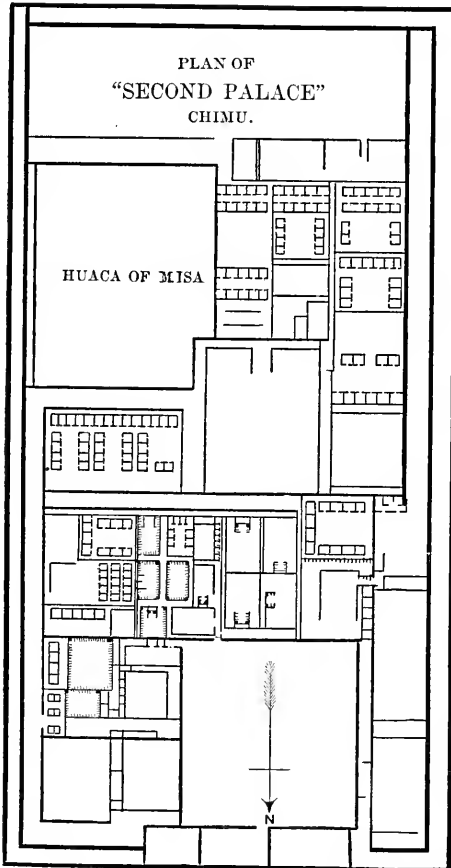 PLAN OF
"SECOND PALACE"
CHIMU.
HUACA OF MISA
N